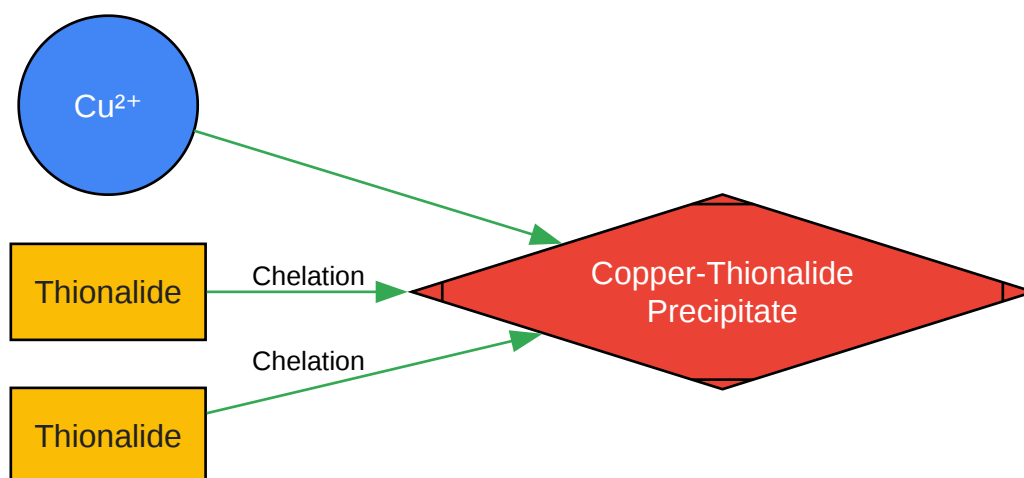 Cu²⁺
Thionalide
Chelation
Copper-Thionalide
Precipitate
Chelation
Thionalide